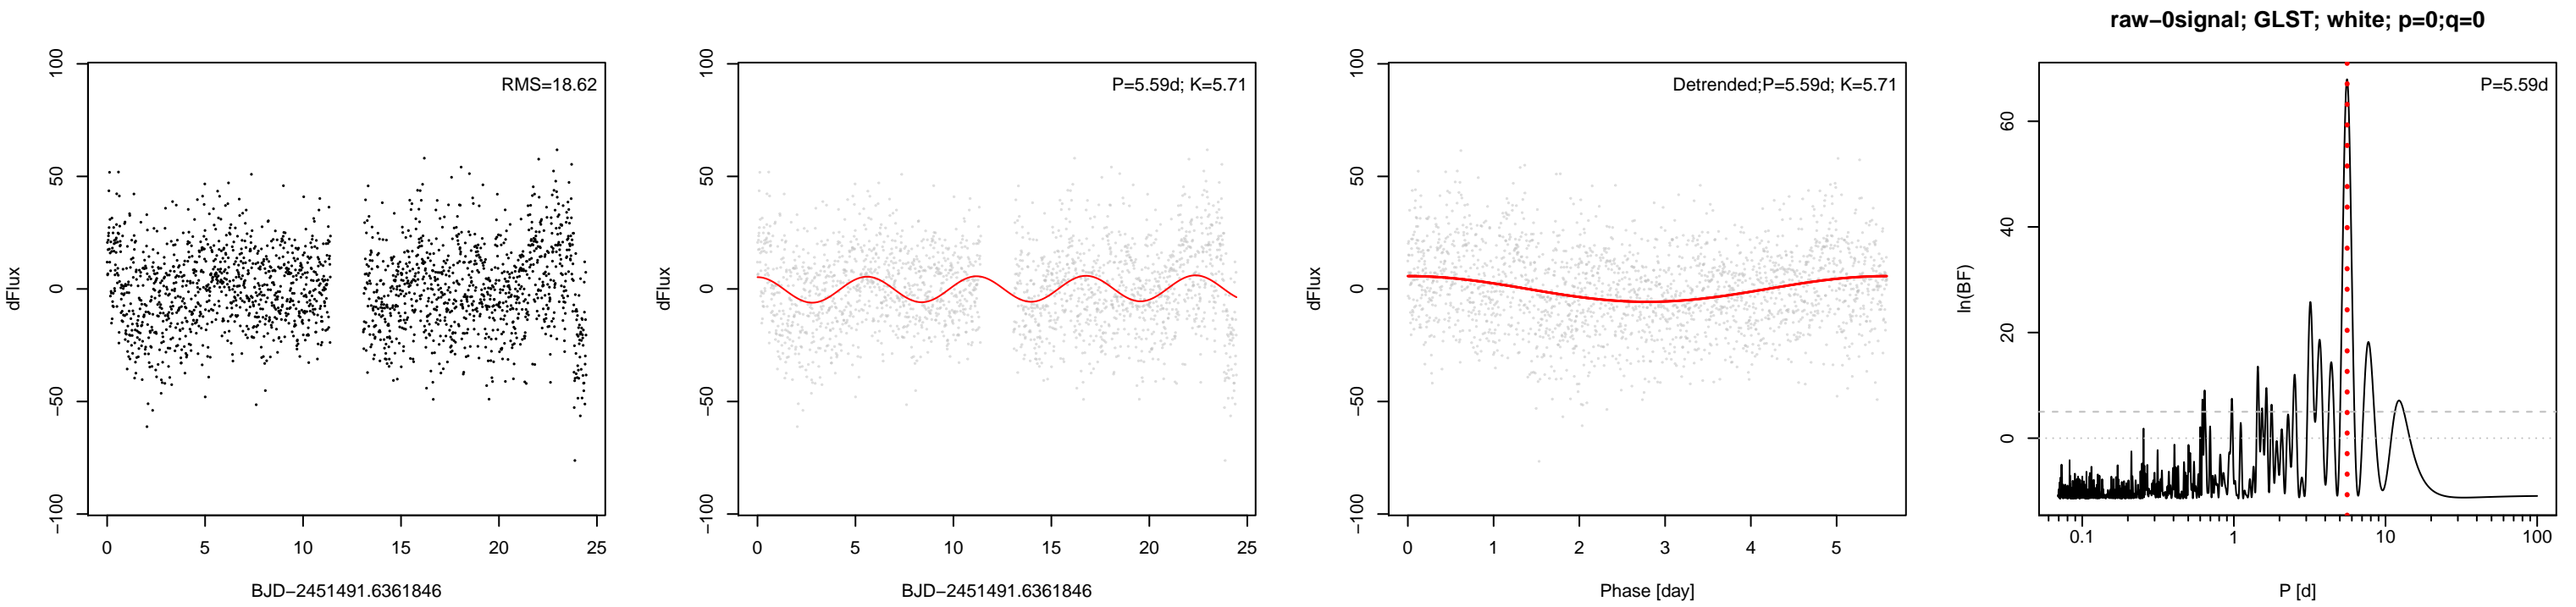 raw−0signal; GLST; white; p=0;q=0
RMS=18.62
dFlux
100
50
0
−50
−100
0 5 10 15 20 25
BJD−2451491.6361846
P=5.59d; K=5.71
dFlux
100
50
0
−50
−100
0 5 10 15 20 25
BJD−2451491.6361846
Detrended;P=5.59d; K=5.71
dFlux
100
50
0
−50
−100
0 1 2 3 4 5
Phase [day]
P=5.59d
ln(BF)
60
40
20
0
0.1 1 10 100
P [d]